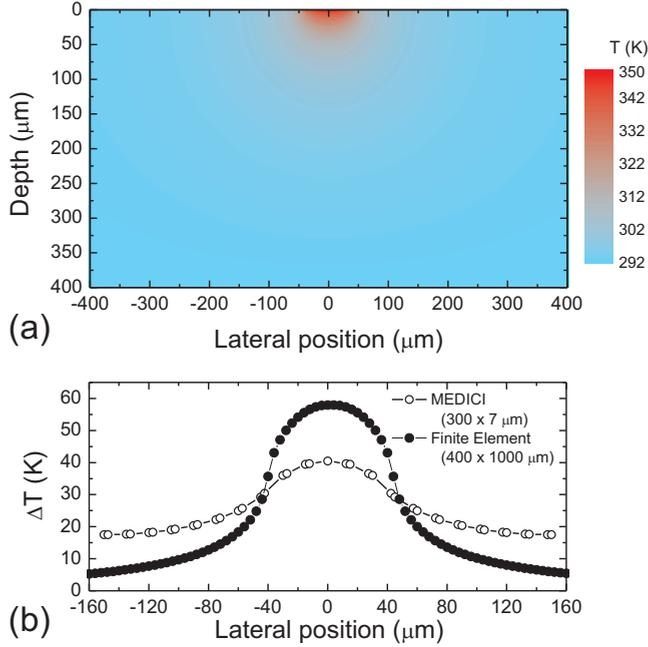 0
50
100
150
200
250
300
350
400
Depth (μm)
-400 -300 -200 -100 0 100 200 300 400
Lateral position (μm)
(a)
T (K)
350
342
332
322
312
302
292
60
50
40
30
20
10
0
ΔT (K)
MEDICI
(300 x 7 μm)
Finite Element
(400 x 1000 μm)
-160 -120 -80 -40 0 40 80 120 160
Lateral position (μm)
(b)